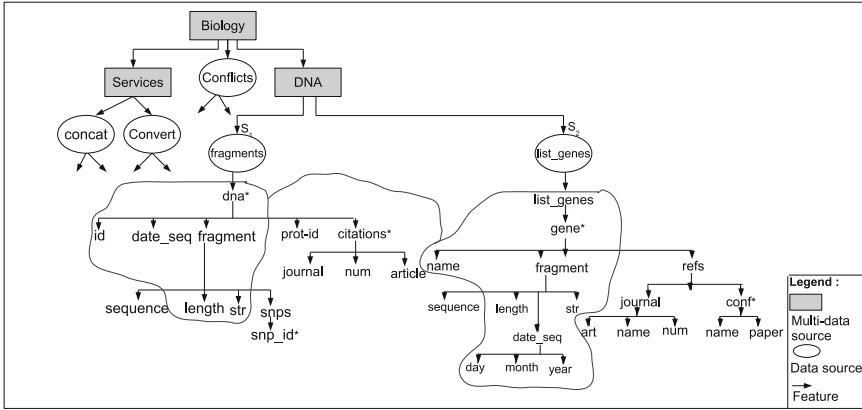 Biology
Services
Conflicts
DNA
concat
Convert
S1
fragments
S2
list_genes
dna*
list_genes
gene*
id
date_seq
fragment
prot-id
citations*
journal
num
article
name
fragment
refs
sequence
length
str
snps
snp_id*
sequence
length
str
date_seq
day
month
year
journal
conf*
art
name
num
name
paper
Legend :
Multi-data
source
Data source
Feature